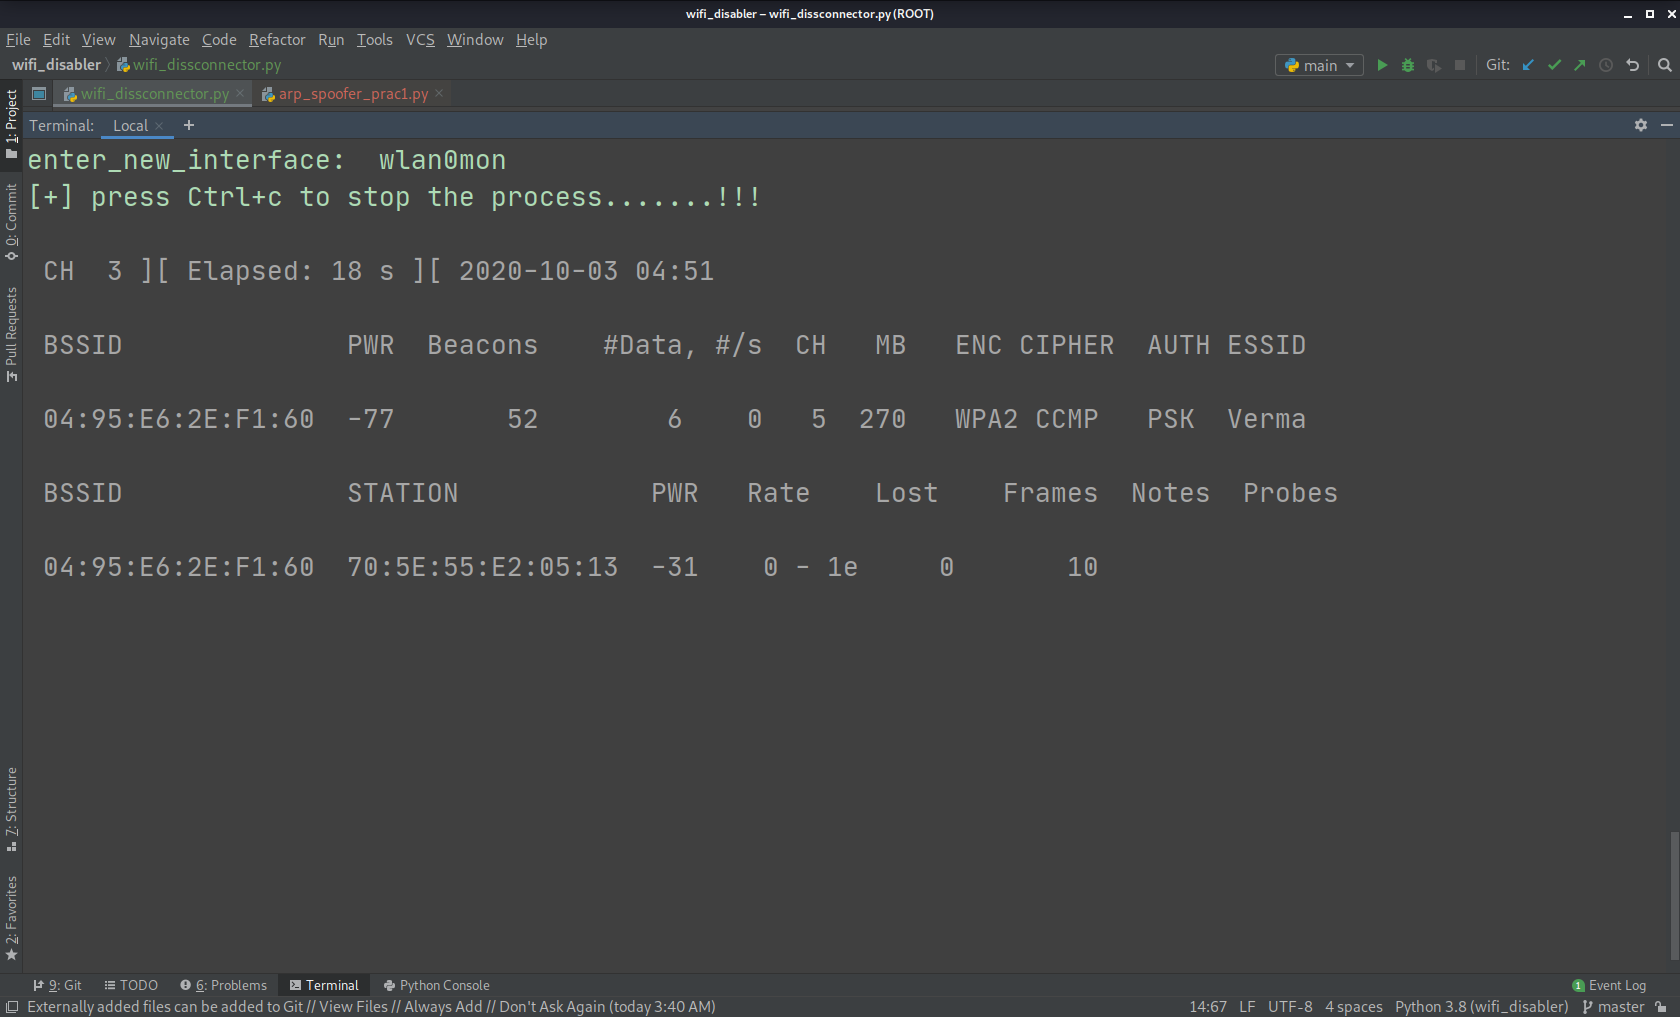 wifi_disabler – wifi_dissconnector.py (ROOT)
File Edit View Navigate Code Refactor Run Tools VCS Window Help
wifi_disabler wifi_dissconnector.py main Git:
wifi_dissconnector.py arp_spoofer_prac1.py
Terminal: Local +
1: Project
0: Commit
Pull Requests
7: Structure
2: Favorites
enter_new_interface:  wlan0mon
[+] press Ctrl+c to stop the process.......!!!
CH  3 ][ Elapsed: 18 s ][ 2020-10-03 04:51
BSSID PWR Beacons #Data, #/s CH MB ENC CIPHER AUTH ESSID
04:95:E6:2E:F1:60 -77 52 6 0 5 270 WPA2 CCMP PSK Verma
BSSID STATION PWR Rate Lost Frames Notes Probes
04:95:E6:2E:F1:60 70:5E:55:E2:05:13 -31 0 - 1e 0 10
9: Git TODO 6: Problems Terminal Python Console 1 Event Log
Externally added files can be added to Git // View Files // Always Add // Don't Ask Again (today 3:40 AM) 14:67 LF UTF-8 4 spaces Python 3.8 (wifi_disabler) master